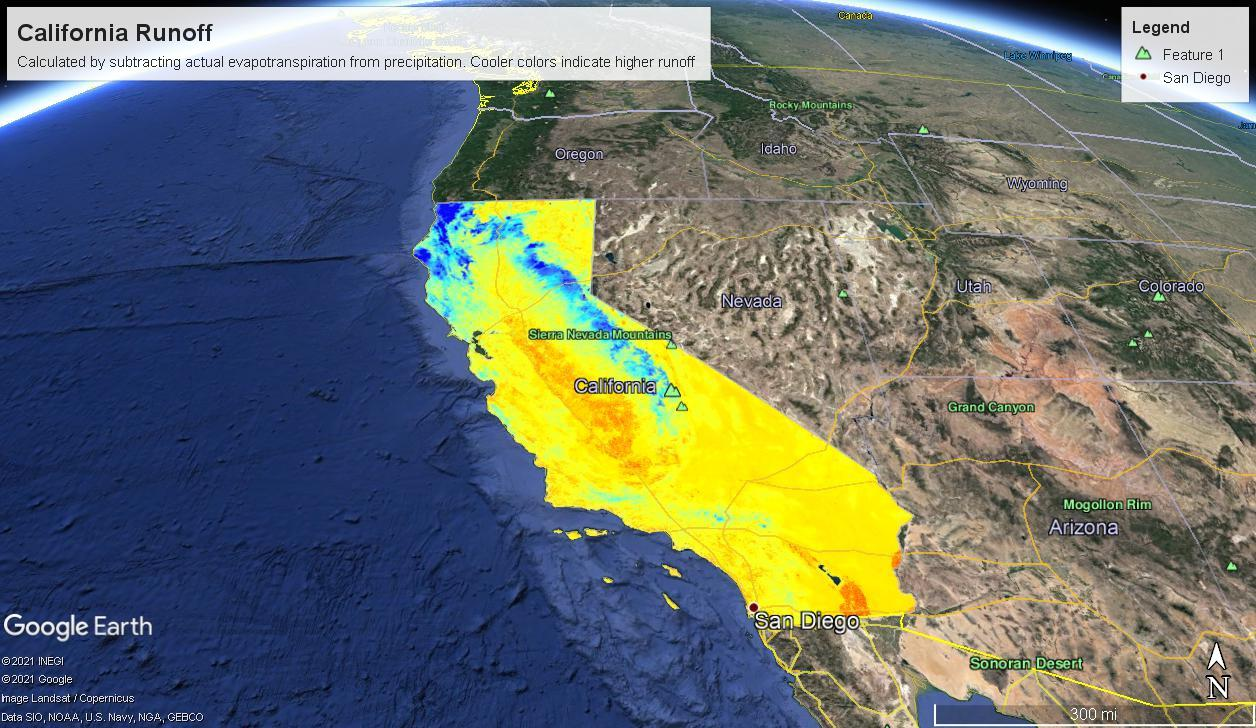 California Runoff
Calculated by subtracting actual evapotranspiration from precipitation. Cooler colors indicate higher runoff
Legend
Feature 1
San Diego
Canada
Lake Winnipeg
Rocky Mountains
Oregon
Idaho
Wyoming
Nevada
Utah
Colorado
Sierra Nevada Mountains
California
Grand Canyon
Mogollon Rim
Arizona
San Diego
Sonoran Desert
Google Earth
©2021 INEGI
©2021 Google
Image Landsat / Copernicus
Data SIO, NOAA, U.S. Navy, NGA, GEBCO
N
300 mi